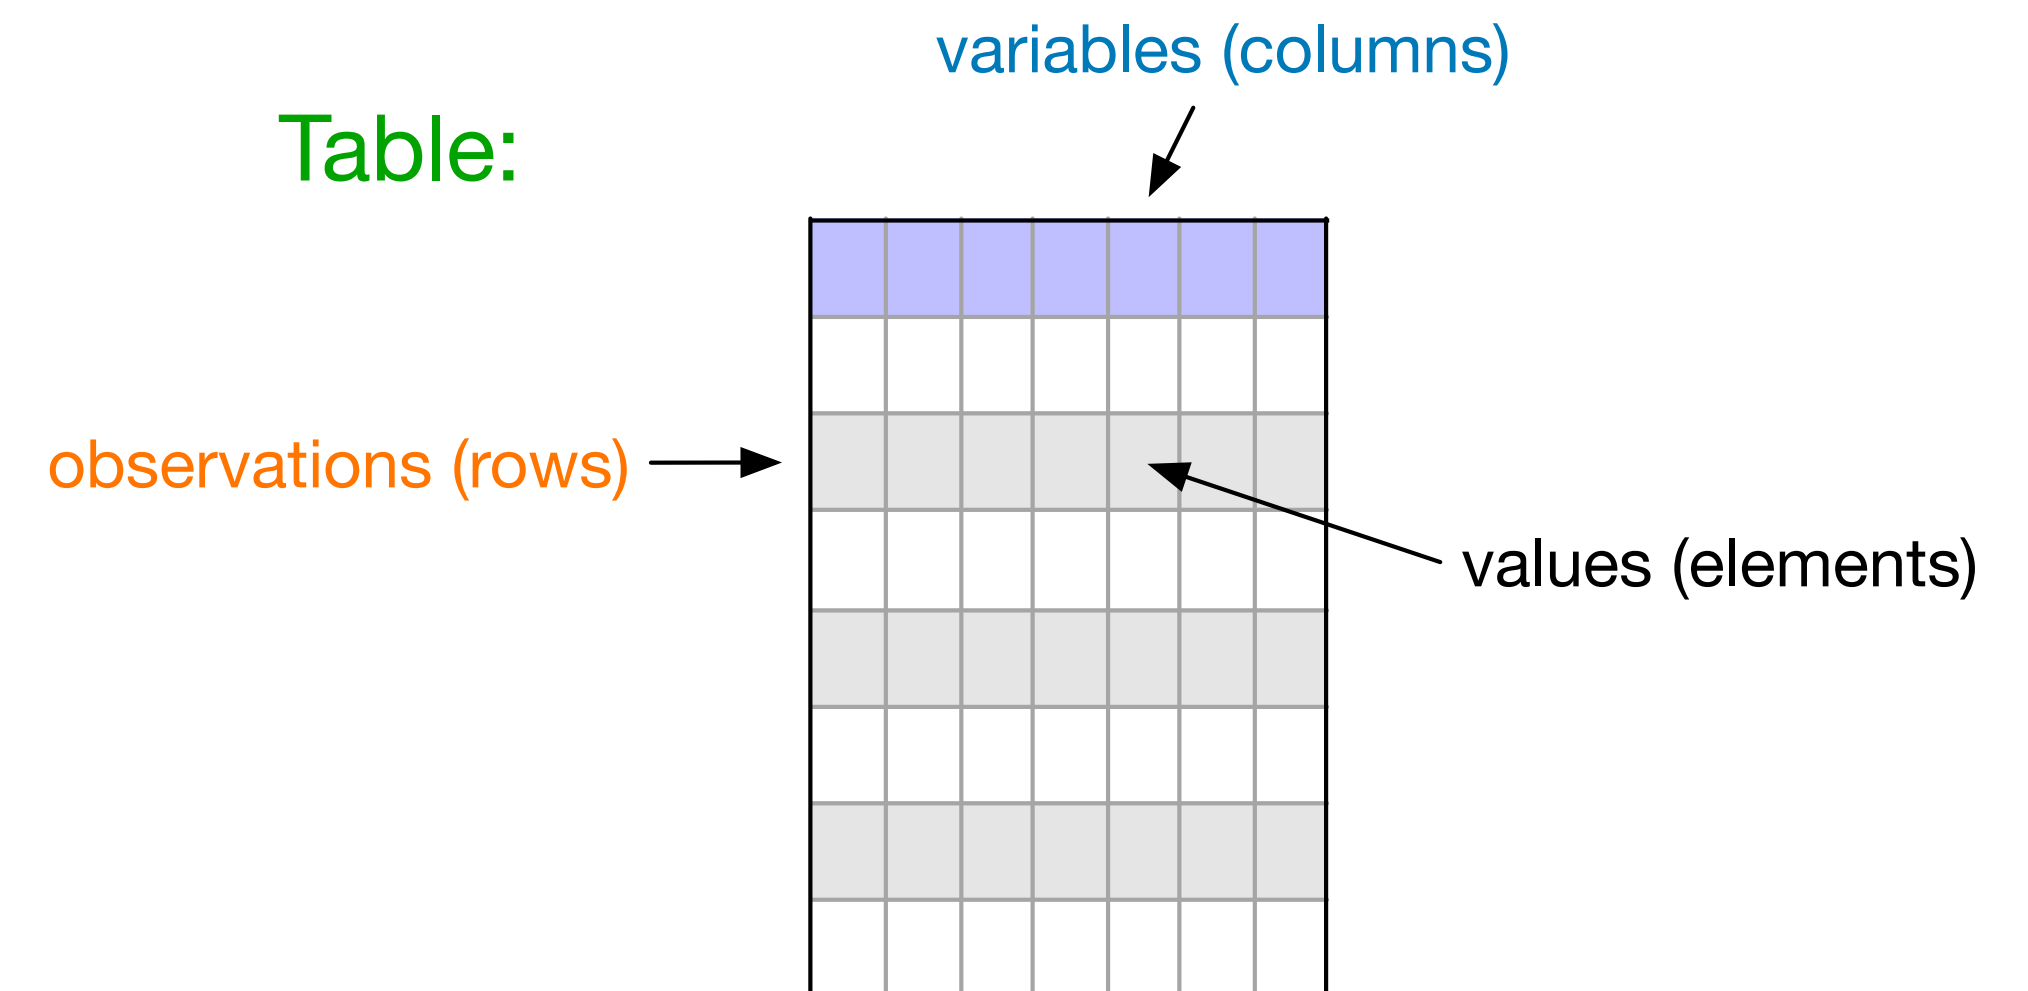 variables (columns)
Table:
observations (rows)
values (elements)